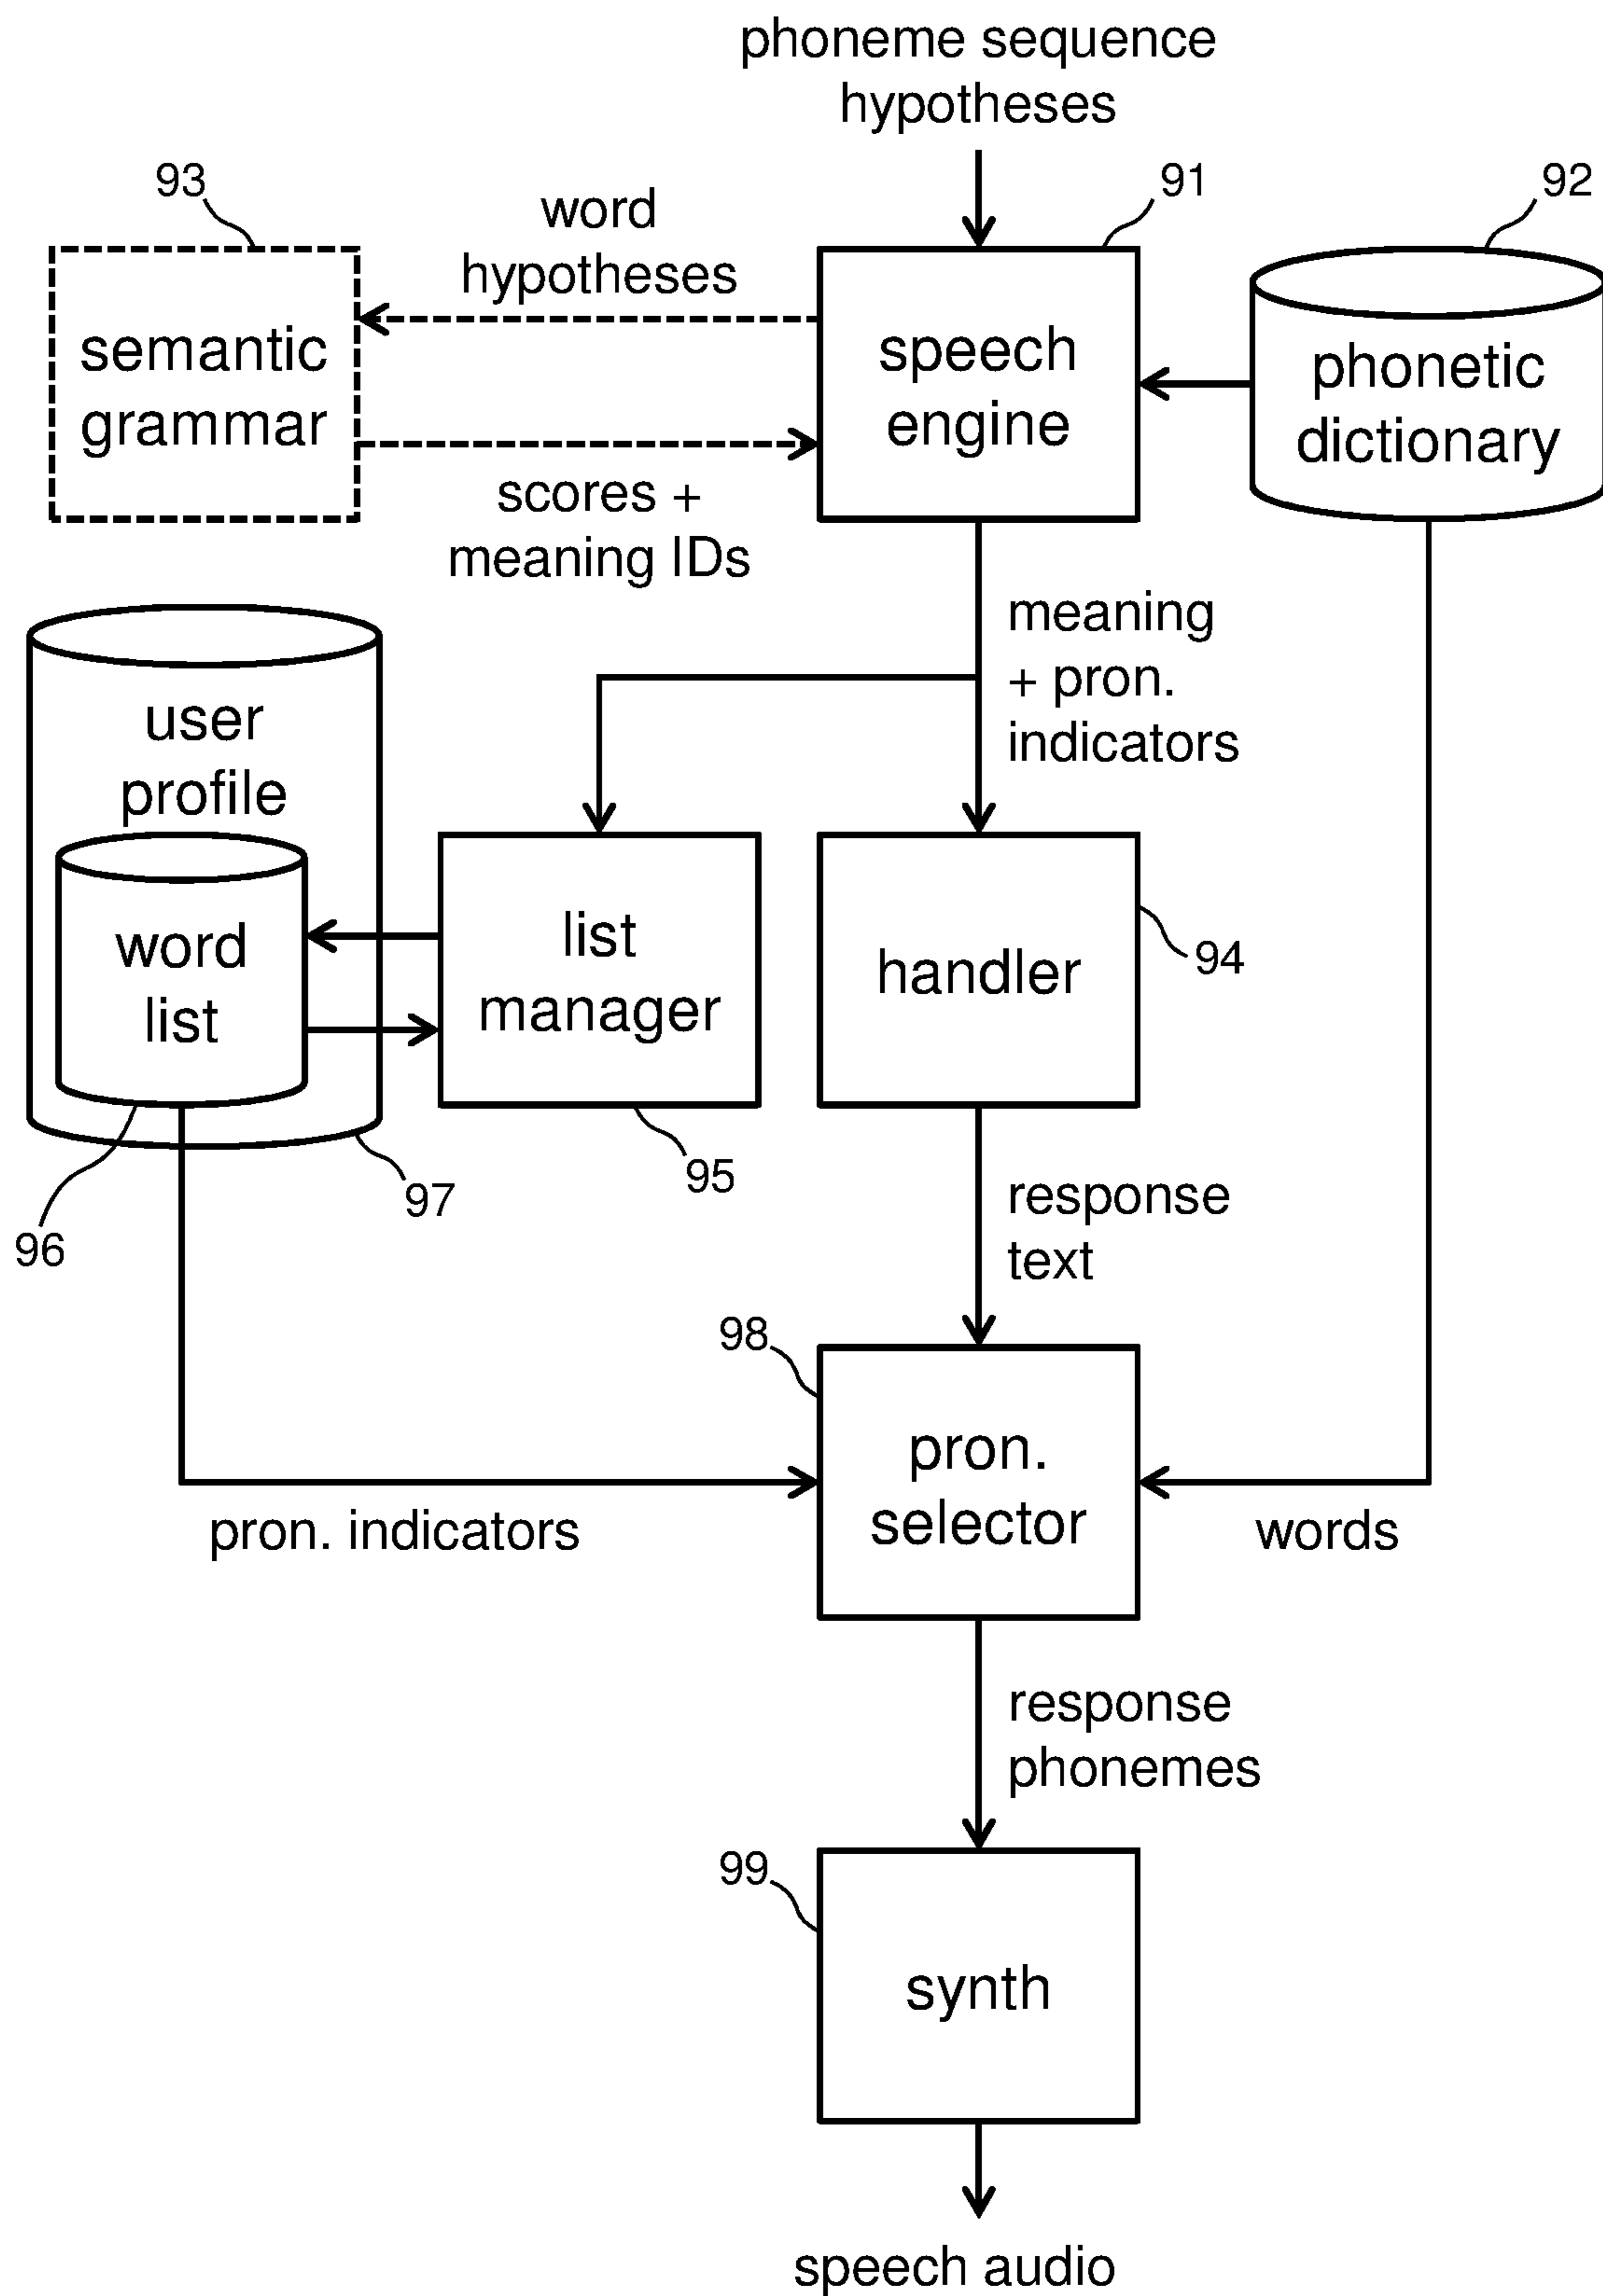 phoneme sequence
hypotheses
93
91
92
word
hypotheses
semantic
grammar
speech
engine
phonetic
dictionary
scores +
meaning IDs
meaning
+ pron.
indicators
user
profile
word
list
list
manager
handler
94
95
97
96
response
text
98
pron.
selector
pron. indicators
words
response
phonemes
99
synth
speech audio